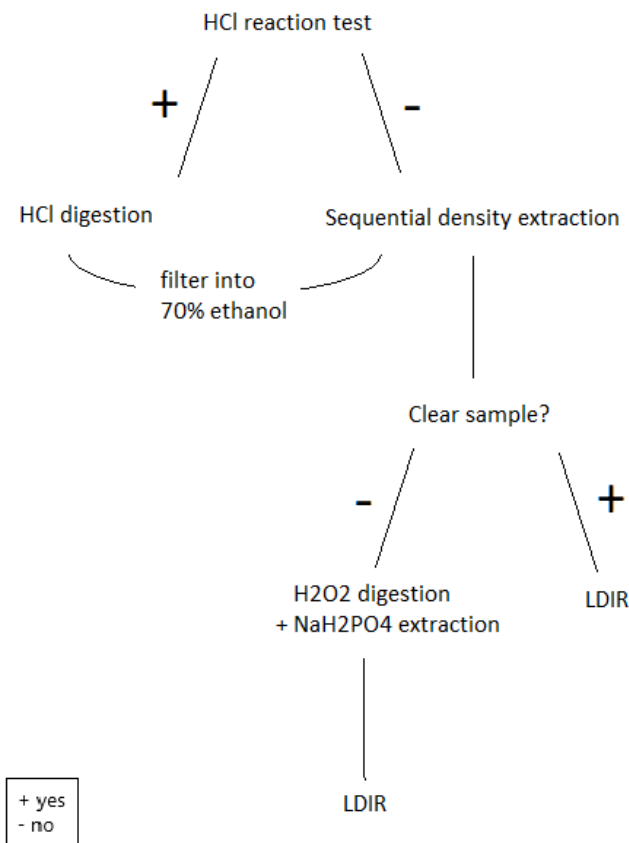 HCl reaction test
+
-
HCl digestion
Sequential density extraction
filter into
70% ethanol
Clear sample?
-
+
H2O2 digestion
+ NaH2PO4 extraction
LDIR
LDIR
+ yes
- no